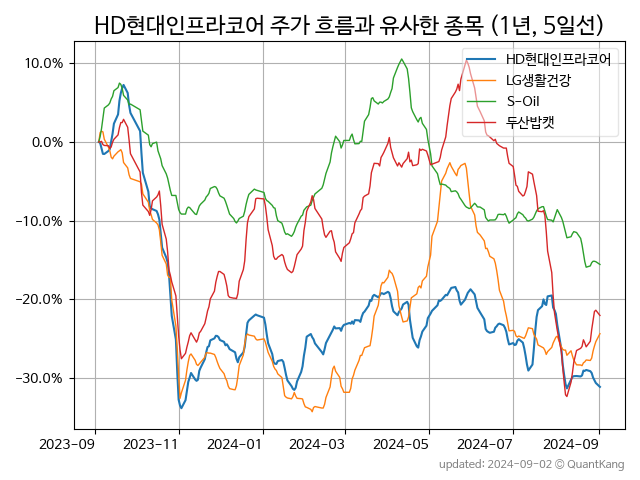 HD현대인프라코어 주가 흐름과 유사한 종목 (1년, 5일선)
HD현대인프라코어
LG생활건강
S-Oil
두산밥캣
10.0%
0.0%
−10.0%
−20.0%
−30.0%
2023-09 2023-11 2024-01 2024-03 2024-05 2024-07 2024-09
updated: 2024-09-02 © QuantKang